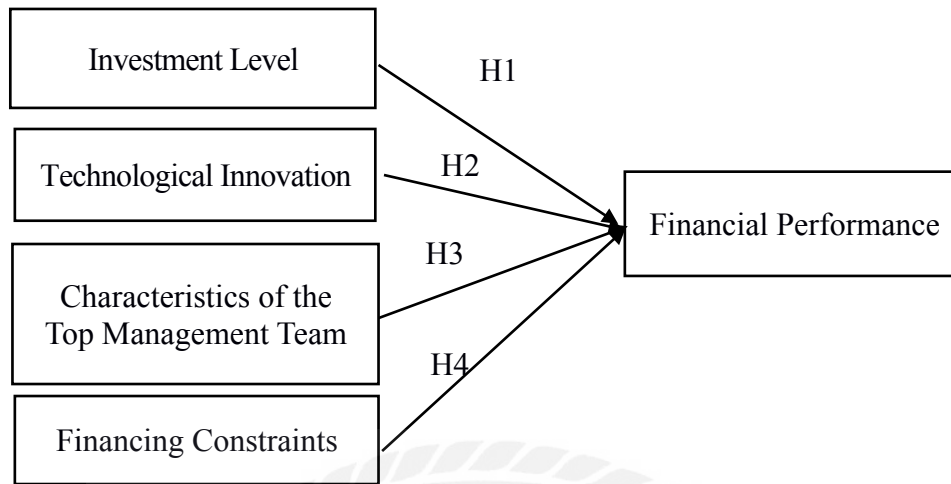 Investment Level
H1
Technological Innovation
H2
Financial Performance
H3
Characteristics of the
Top Management Team
H4
Financing Constraints